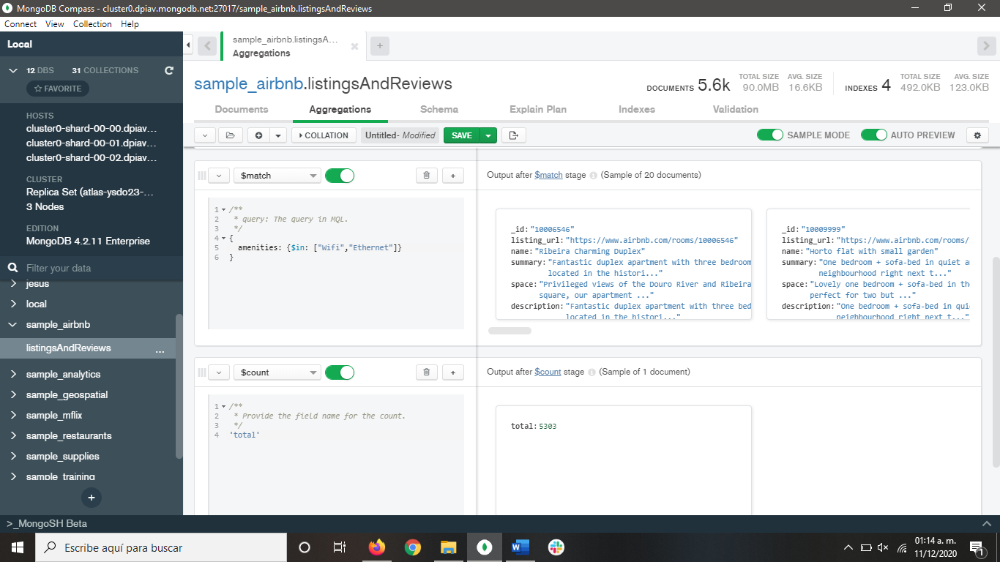 MongoDB Compass - cluster0.dpiav.mongodb.net:27017/sample_airbnb.listingsAndReviews
Connect View Collection Help
Local
12 DBS 31 COLLECTIONS
FAVORITE
HOSTS
cluster0-shard-00-00.dpiav...
cluster0-shard-00-01.dpiav...
cluster0-shard-00-02.dpiav...
CLUSTER
Replica Set (atlas-ysdo23-...
3 Nodes
EDITION
MongoDB 4.2.11 Enterprise
Filter your data
jesus
local
sample_airbnb
listingsAndReviews ...
sample_analytics
sample_geospatial
sample_mflix
sample_restaurants
sample_supplies
sample_training
+
sample_airbnb.listingsA...
Aggregations
+
sample_airbnb.listingsAndReviews
DOCUMENTS 5.6k
TOTAL SIZE
90.0MB
AVG. SIZE
16.6KB
INDEXES 4
TOTAL SIZE
492.0KB
AVG. SIZE
123.0KB
Documents Aggregations Schema Explain Plan Indexes Validation
COLLATION Untitled- Modified SAVE SAMPLE MODE AUTO PREVIEW
$match
+
1 /**
2 * query: The query in MQL.
3 */
4 {
5 amenities: {$in: ["Wifi","Ethernet"]}
6 }
Output after $match stage (Sample of 20 documents)
_id: "10006546"
listing_url: "https://www.airbnb.com/rooms/10006546"
name: "Ribeira Charming Duplex"
summary: "Fantastic duplex apartment with three bedroom
located in the histori..."
space: "Privileged views of the Douro River and Ribeira
square, our apartment ..."
description: "Fantastic duplex apartment with three bed
located in the histori..."
_id: "10009999"
listing_url: "https://www.airbnb.com/rooms/
name: "Horto flat with small garden"
summary: "One bedroom + sofa-bed in quiet a
neighbourhood right next t..."
space: "Lovely one bedroom + sofa-bed in th
perfect for two but ..."
description: "One bedroom + sofa-bed in qui
neighbourhood right next t..."
$count
+
1 /**
2 * Provide the field name for the count.
3 */
4 'total'
Output after $count stage (Sample of 1 document)
total: 5303
>_MongoSH Beta
Escribe aquí para buscar
01:14 a. m.
11/12/2020
1